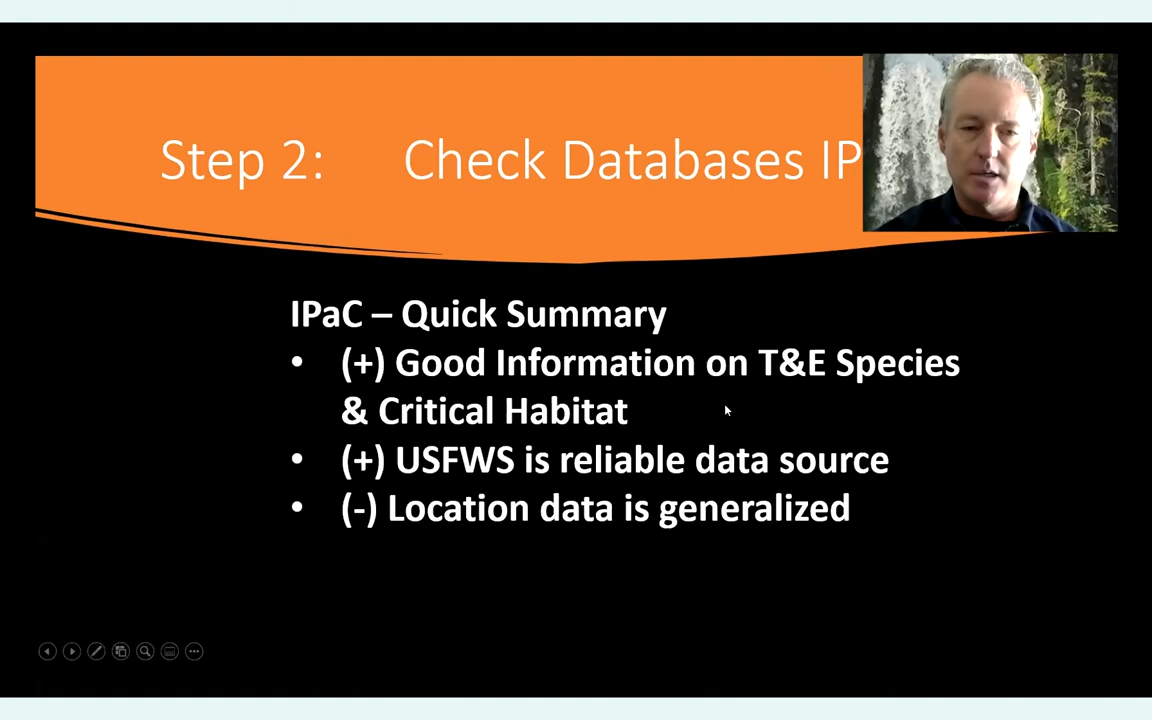 Step 2: Check Databases IP
IPaC – Quick Summary
• (+) Good Information on T&E Species
& Critical Habitat
• (+) USFWS is reliable data source
• (-) Location data is generalized